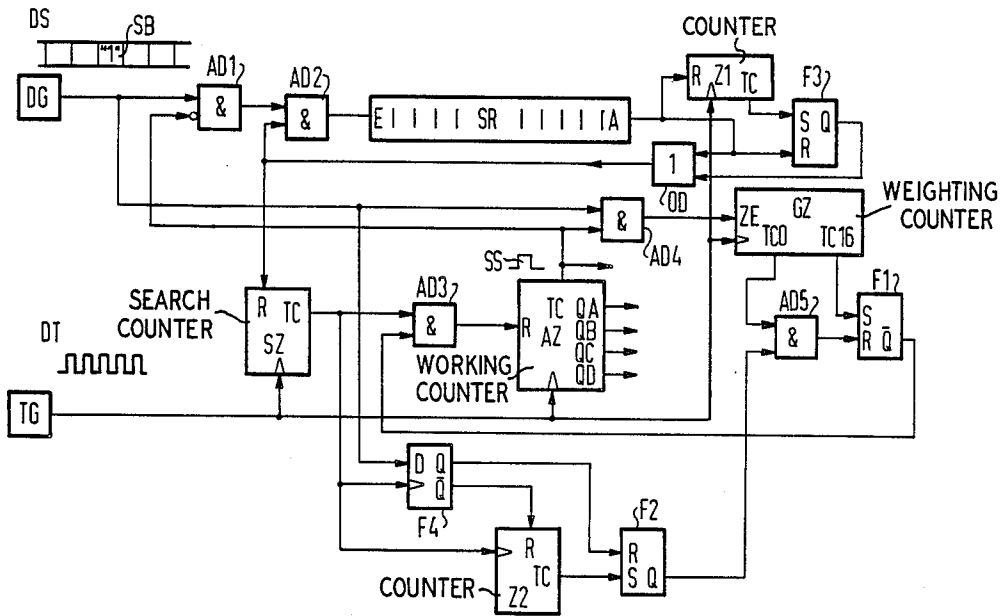 DS
"1" SB
DG
AD1
&
AD2
&
E SR A
COUNTER
R Z1 TC
F3
S Q
R
1
OD
&
AD4
ZE GZ
TC0 TC16
WEIGHTING
COUNTER
SS
SEARCH
COUNTER
R TC
SZ
AD3
&
WORKING
COUNTER
TC QA
R AZ QB
QC
QD
AD5
&
F1
S
R Q̅
DT
TG
D Q
Q̅
F4
COUNTER
R
TC
Z2
F2
R
S Q